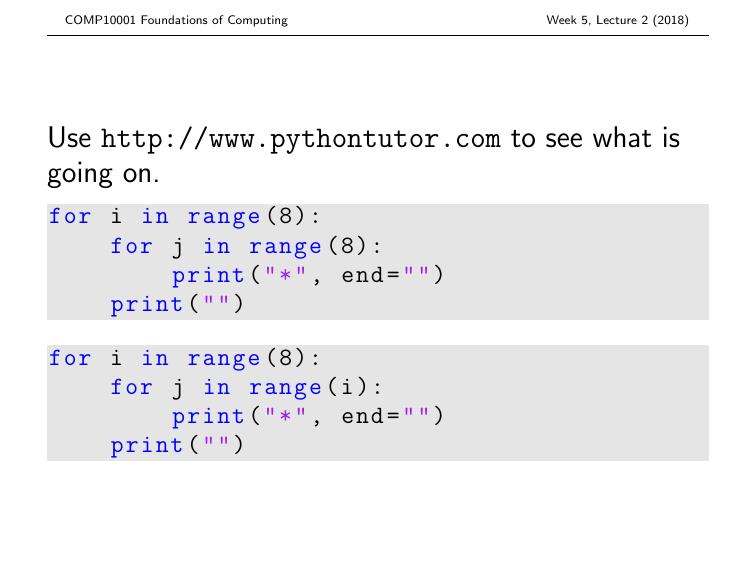 COMP10001 Foundations of Computing Week 5, Lecture 2 (2018)
Use http://www.pythontutor.com to see what is
going on.
for i in range(8):
    for j in range(8):
        print("*", end="")
    print("")
for i in range(8):
    for j in range(i):
        print("*", end="")
    print("")